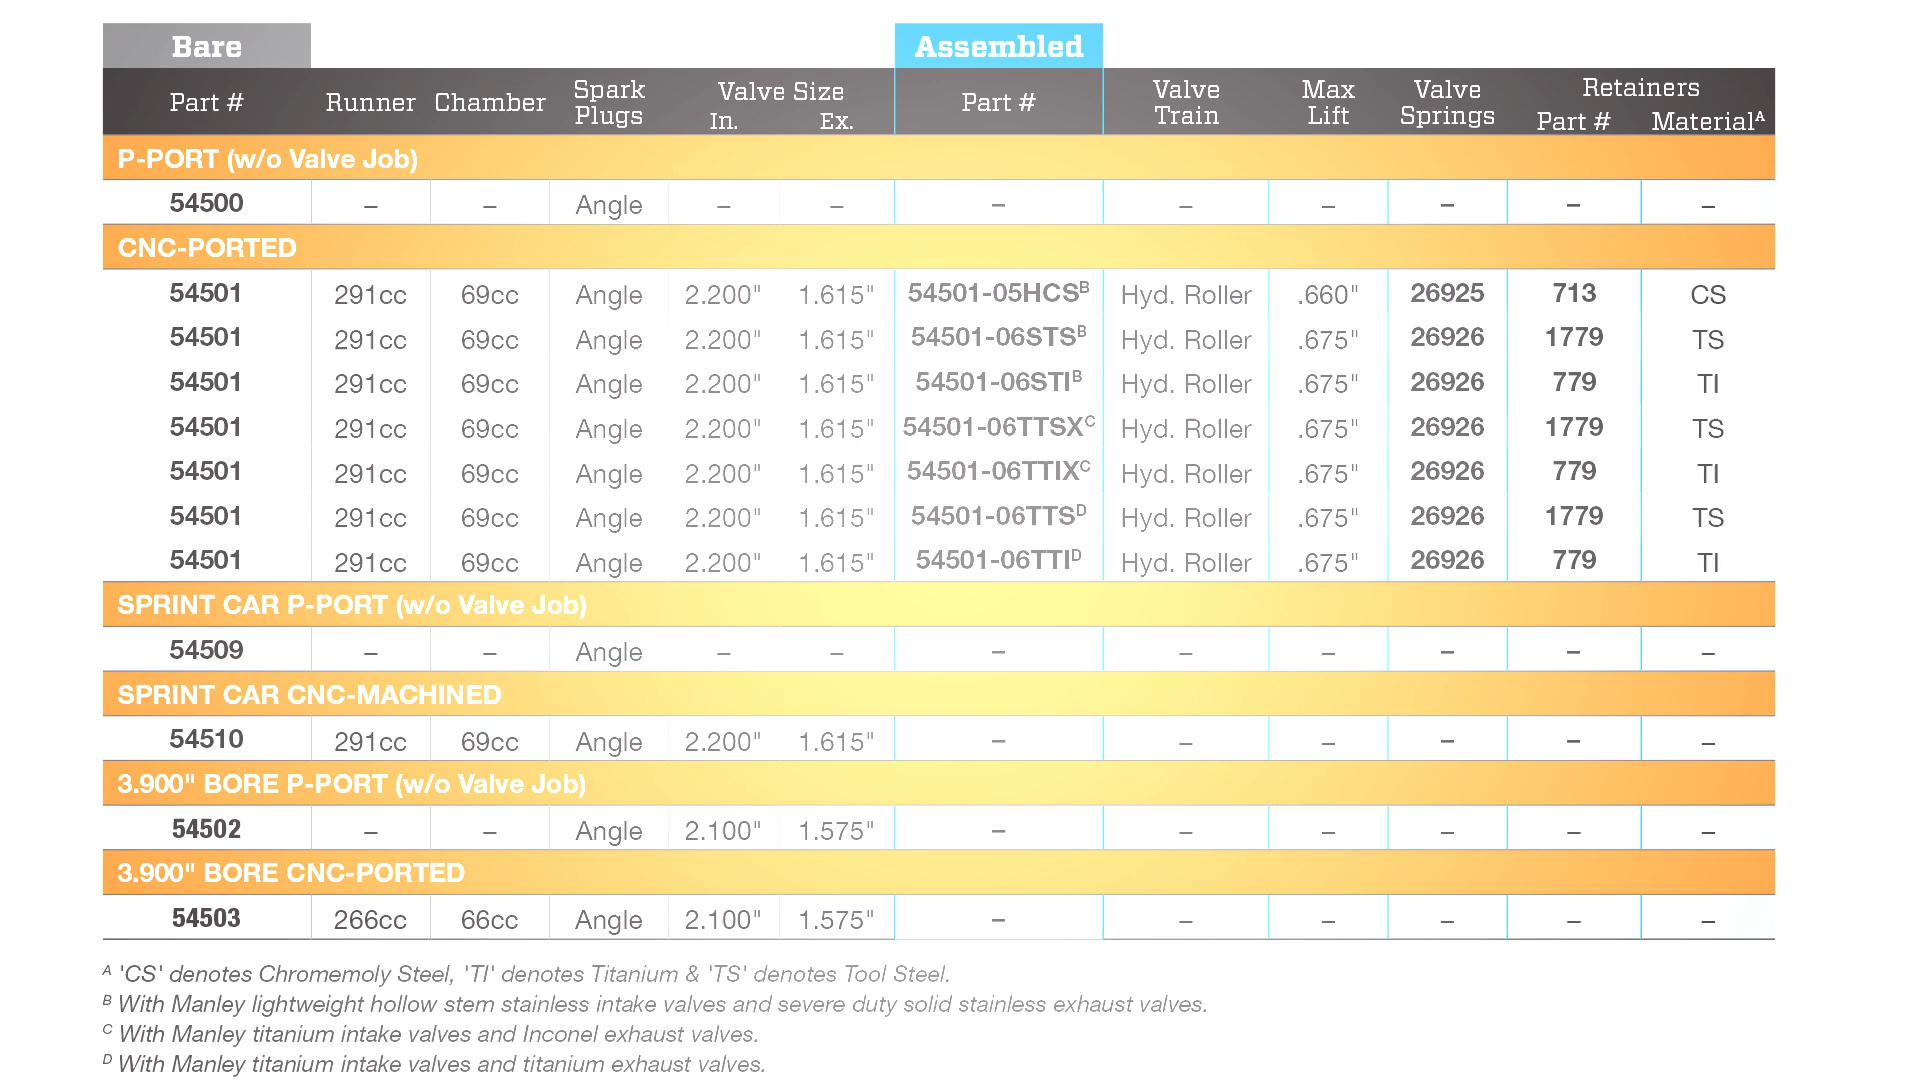 Bare Assembled
Part # Runner Chamber Spark Plugs Valve Size In. Ex. Part # Valve Train Max Lift Valve Springs Retainers Part # Material^A
P-PORT (w/o Valve Job)
54500 – – Angle – – – – – – – –
CNC-PORTED
54501 291cc 69cc Angle 2.200" 1.615" 54501-05HCS^B Hyd. Roller .660" 26925 713 CS
54501 291cc 69cc Angle 2.200" 1.615" 54501-06STS^B Hyd. Roller .675" 26926 1779 TS
54501 291cc 69cc Angle 2.200" 1.615" 54501-06STI^B Hyd. Roller .675" 26926 779 TI
54501 291cc 69cc Angle 2.200" 1.615" 54501-06TTSX^C Hyd. Roller .675" 26926 1779 TS
54501 291cc 69cc Angle 2.200" 1.615" 54501-06TTIX^C Hyd. Roller .675" 26926 779 TI
54501 291cc 69cc Angle 2.200" 1.615" 54501-06TTS^D Hyd. Roller .675" 26926 1779 TS
54501 291cc 69cc Angle 2.200" 1.615" 54501-06TTI^D Hyd. Roller .675" 26926 779 TI
SPRINT CAR P-PORT (w/o Valve Job)
54509 – – Angle – – – – – – – –
SPRINT CAR CNC-MACHINED
54510 291cc 69cc Angle 2.200" 1.615" – – – – – –
3.900" BORE P-PORT (w/o Valve Job)
54502 – – Angle 2.100" 1.575" – – – – – –
3.900" BORE CNC-PORTED
54503 266cc 66cc Angle 2.100" 1.575" – – – – – –
A 'CS' denotes Chromemoly Steel, 'TI' denotes Titanium & 'TS' denotes Tool Steel.
B With Manley lightweight hollow stem stainless intake valves and severe duty solid stainless exhaust valves.
C With Manley titanium intake valves and Inconel exhaust valves.
D With Manley titanium intake valves and titanium exhaust valves.